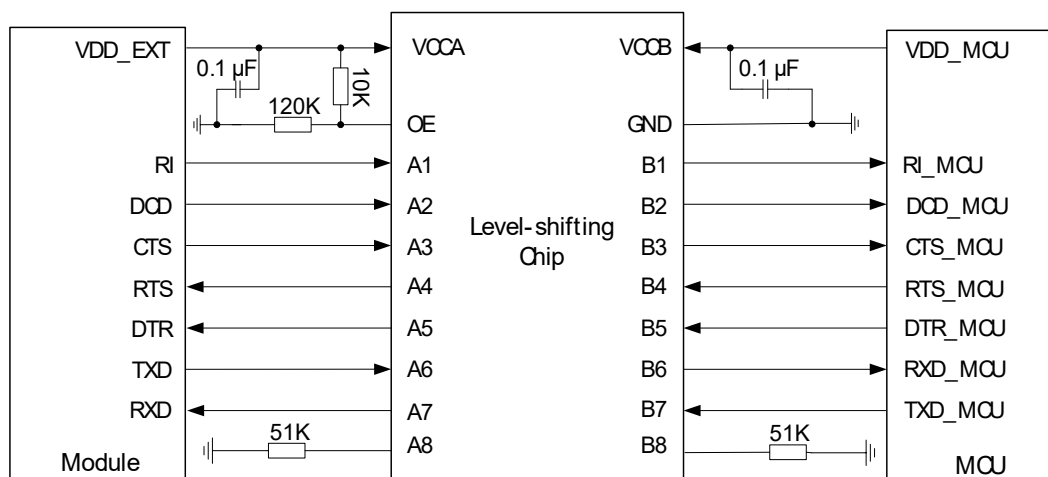 VDD_EXT
VCCA
VCCB
VDD_MCU
0.1 µF
10K
0.1 µF
120K
OE
GND
RI
A1
B1
RI_MCU
DCD
A2
B2
DCD_MCU
Level-shifting
Chip
CTS
A3
B3
CTS_MCU
RTS
A4
B4
RTS_MCU
DTR
A5
B5
DTR_MCU
TXD
A6
B6
RXD_MCU
RXD
A7
B7
TXD_MCU
51K
A8
B8
51K
Module
MCU